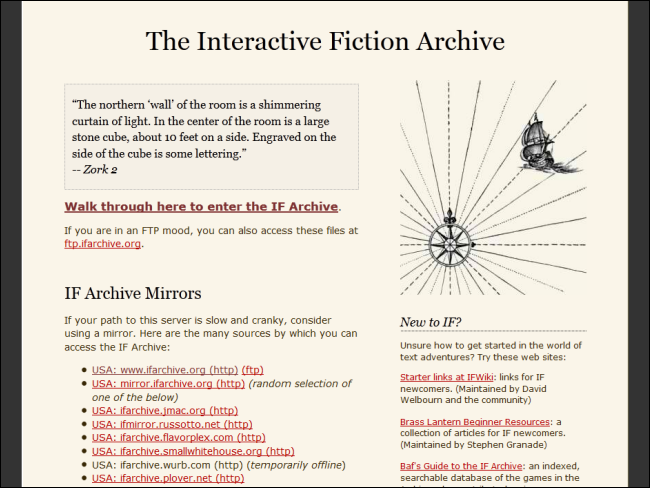 The Interactive Fiction Archive
“The northern ‘wall’ of the room is a shimmering
curtain of light. In the center of the room is a large
stone cube, about 10 feet on a side. Engraved on the
side of the cube is some lettering.”
-- Zork 2
Walk through here to enter the IF Archive.
If you are in an FTP mood, you can also access these files at
ftp.ifarchive.org.
IF Archive Mirrors
If your path to this server is slow and cranky, consider
using a mirror. Here are the many sources by which you can
access the IF Archive:
USA: www.ifarchive.org (http) (ftp)
USA: mirror.ifarchive.org (http) (random selection of
one of the below)
USA: ifarchive.jmac.org (http)
USA: ifmirror.russotto.net (http)
USA: ifarchive.flavorplex.com (http)
USA: ifarchive.smallwhitehouse.org (http)
USA: ifarchive.wurb.com (http) (temporarily offline)
USA: ifarchive.plover.net (http)
New to IF?
Unsure how to get started in the world of
text adventures? Try these web sites:
Starter links at IFWiki: links for IF
newcomers. (Maintained by David
Welbourn and the community)
Brass Lantern Beginner Resources: a
collection of articles for IF newcomers.
(Maintained by Stephen Granade)
Baf's Guide to the IF Archive: an indexed,
searchable database of the games in the